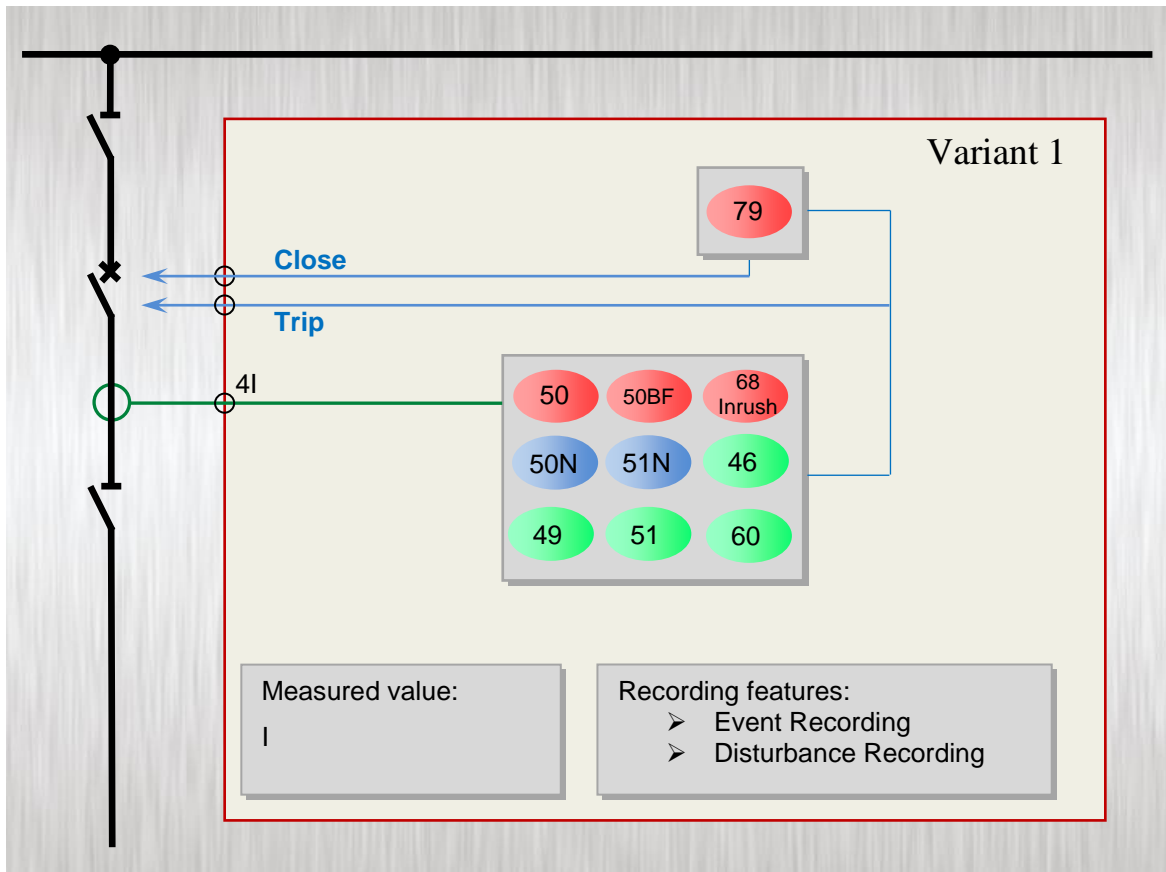 Variant 1
79
Close
Trip
4I
50
50BF
68
Inrush
50N
51N
46
49
51
60
Measured value:
I
Recording features:
➢ Event Recording
➢ Disturbance Recording